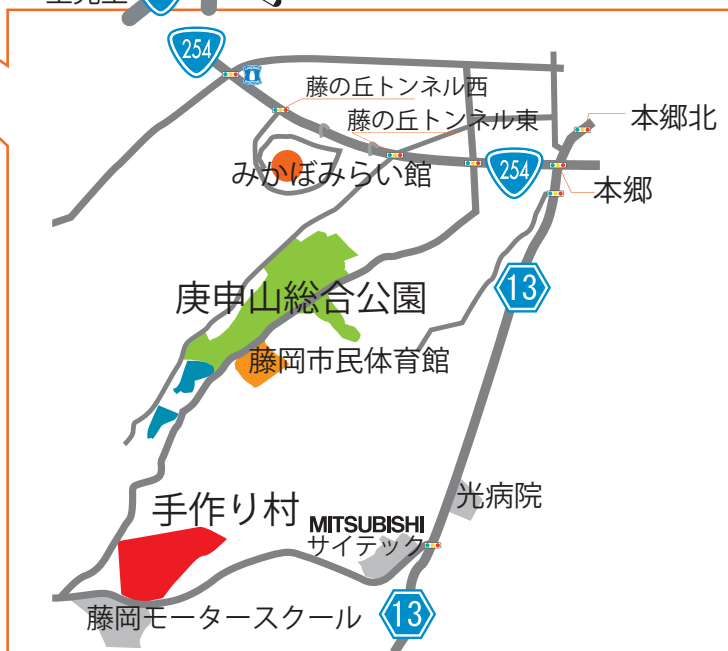 254
藤の丘トンネル西
藤の丘トンネル東
本郷北
みかぼみらい館
254
本郷
13
庚申山総合公園
藤岡市民体育館
光病院
手作り村
MITSUBISHI
サイテック
藤岡モータースクール
13